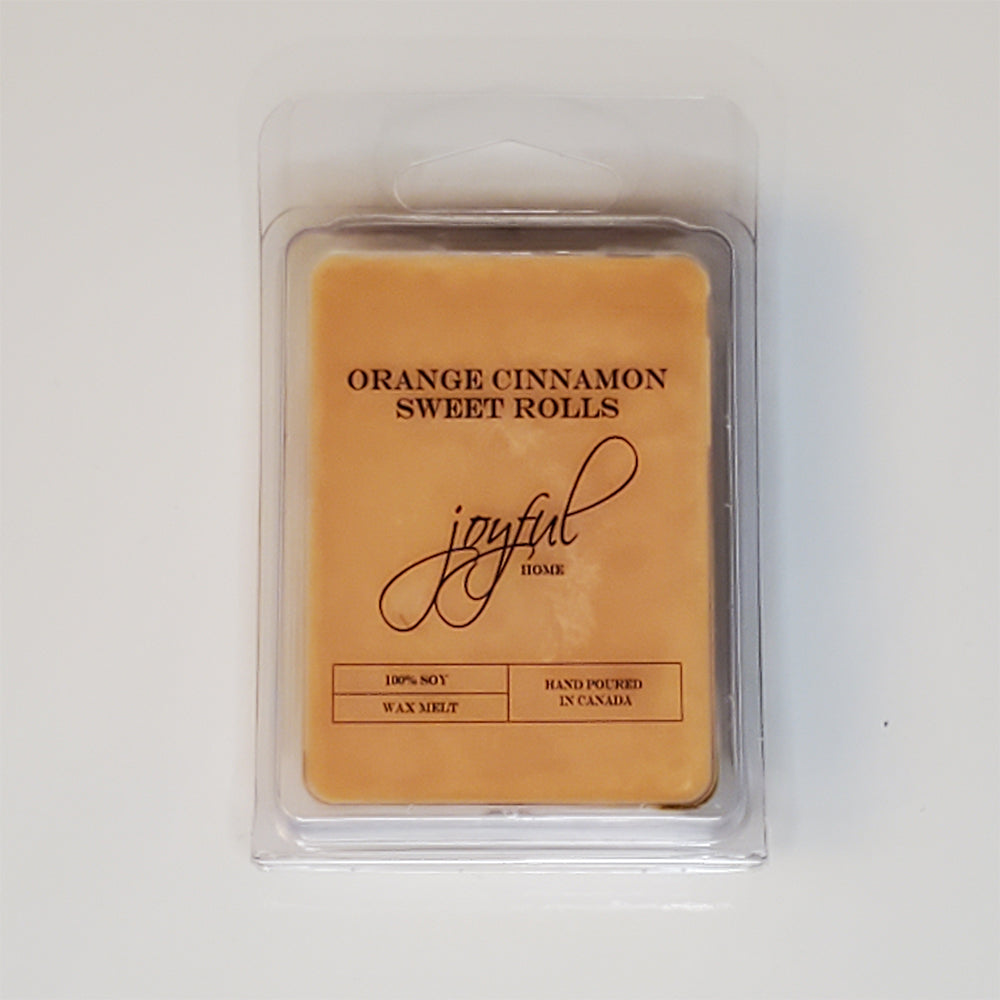 ORANGE CINNAMON
SWEET ROLLS
joyful
HOME
100% SOY
WAX MELT
HAND POURED
IN CANADA